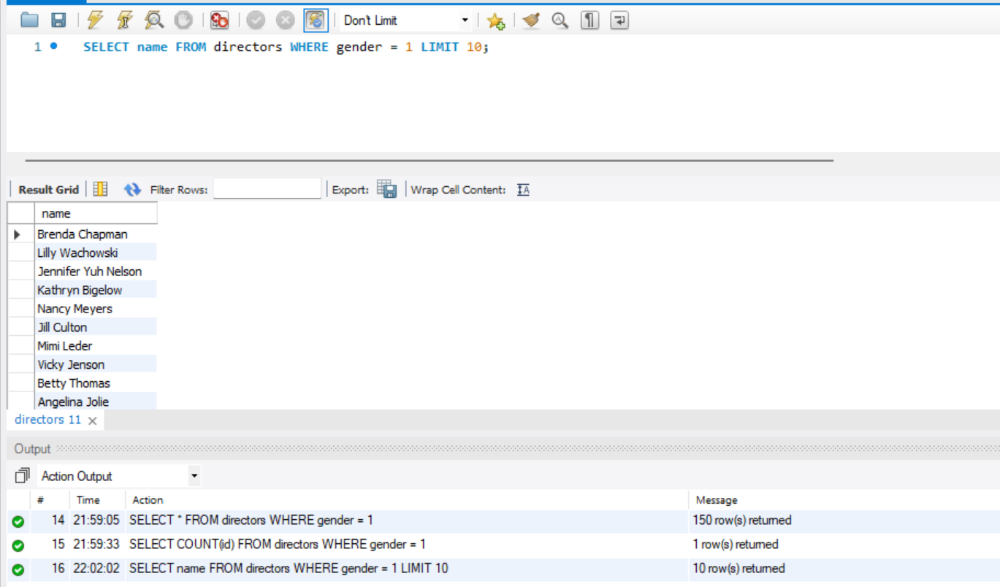 Don't Limit
1 SELECT name FROM directors WHERE gender = 1 LIMIT 10;
Result Grid Filter Rows: Export: Wrap Cell Content:
name
Brenda Chapman
Lilly Wachowski
Jennifer Yuh Nelson
Kathryn Bigelow
Nancy Meyers
Jill Culton
Mimi Leder
Vicky Jenson
Betty Thomas
Angelina Jolie
directors 11
Output
Action Output
# Time Action Message
14 21:59:05 SELECT * FROM directors WHERE gender = 1 150 row(s) returned
15 21:59:33 SELECT COUNT(id) FROM directors WHERE gender = 1 1 row(s) returned
16 22:02:02 SELECT name FROM directors WHERE gender = 1 LIMIT 10 10 row(s) returned